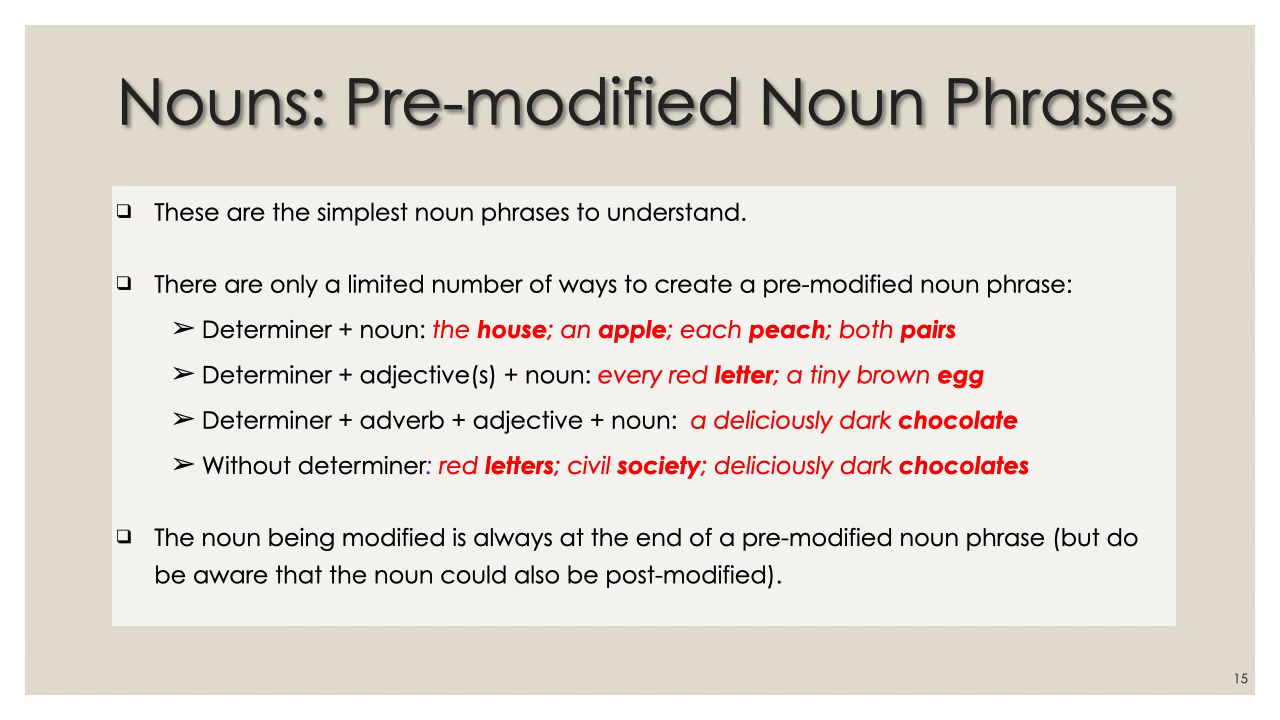 Nouns: Pre-modified Noun Phrases
❑ These are the simplest noun phrases to understand.
❑ There are only a limited number of ways to create a pre-modified noun phrase:
➢ Determiner + noun: the house; an apple; each peach; both pairs
➢ Determiner + adjective(s) + noun: every red letter; a tiny brown egg
➢ Determiner + adverb + adjective + noun: a deliciously dark chocolate
➢ Without determiner: red letters; civil society; deliciously dark chocolates
❑ The noun being modified is always at the end of a pre-modified noun phrase (but do
be aware that the noun could also be post-modified).
15